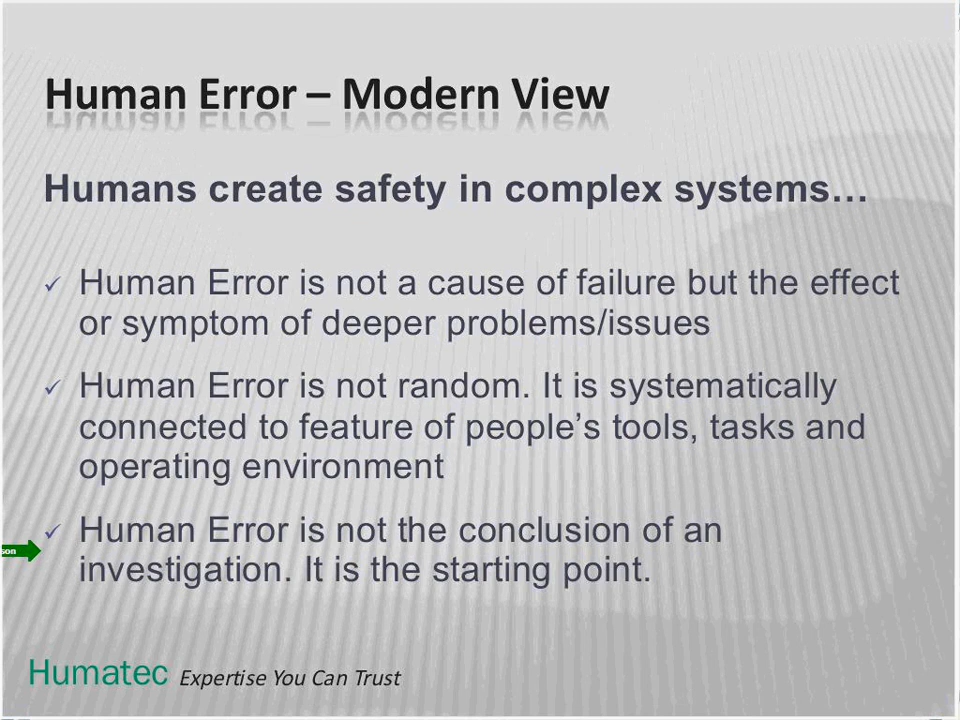 Human Error – Modern View
Humans create safety in complex systems…
Human Error is not a cause of failure but the effect
or symptom of deeper problems/issues
Human Error is not random. It is systematically
connected to feature of people’s tools, tasks and
operating environment
Human Error is not the conclusion of an
son
investigation. It is the starting point.
Humatec Expertise You Can Trust